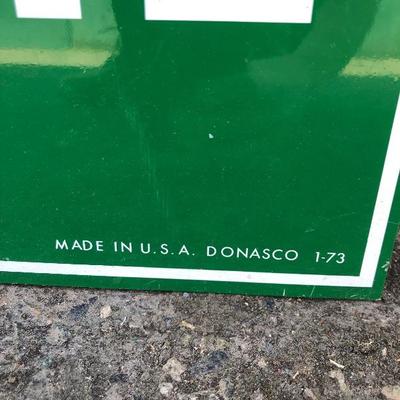 MADE IN U.S.A. DONASCO 1-73